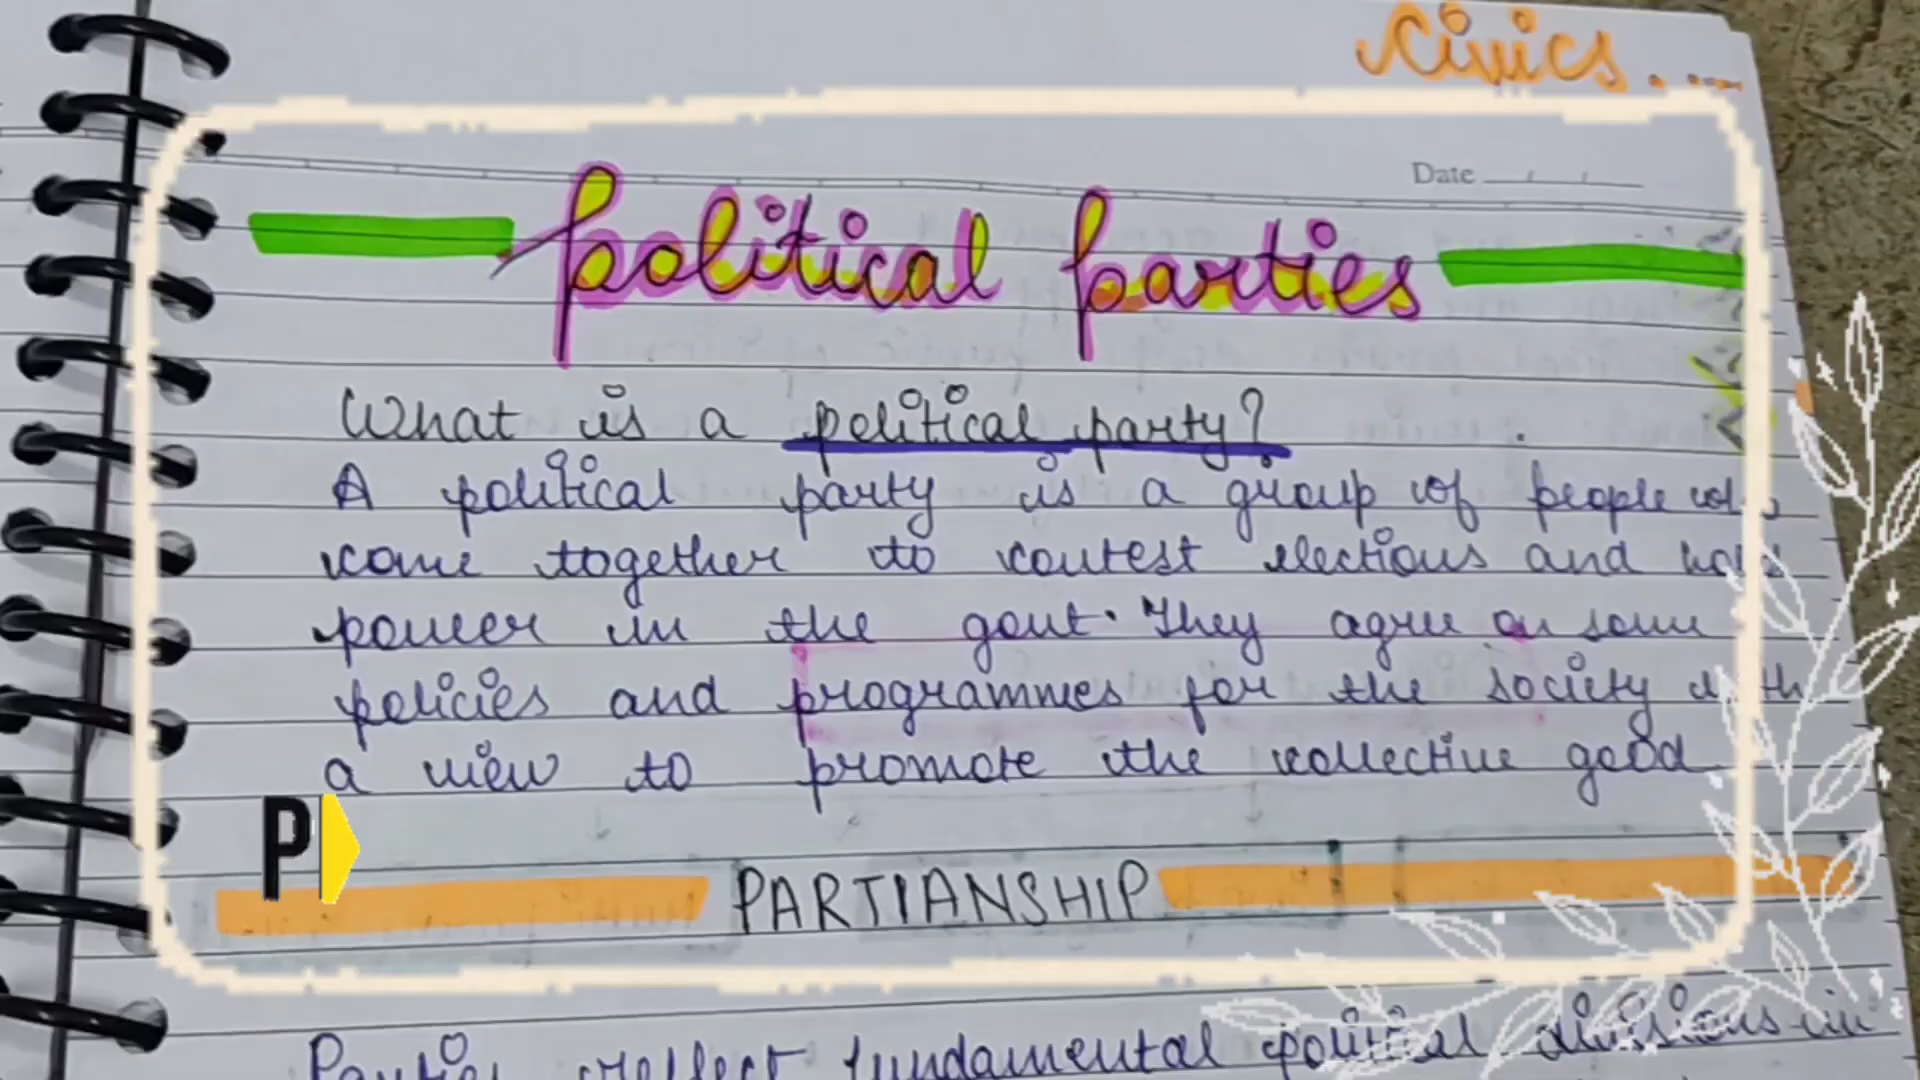 Civics....
Date
political parties
What is a political party?
A political party is a group of people who
come together to contest elections and hold
power in the govt. They agree on some
policies and programmes for the society with
a view to promote the collective good
P
PARTIANSHIP
Parties reflect fundamental political divisions in